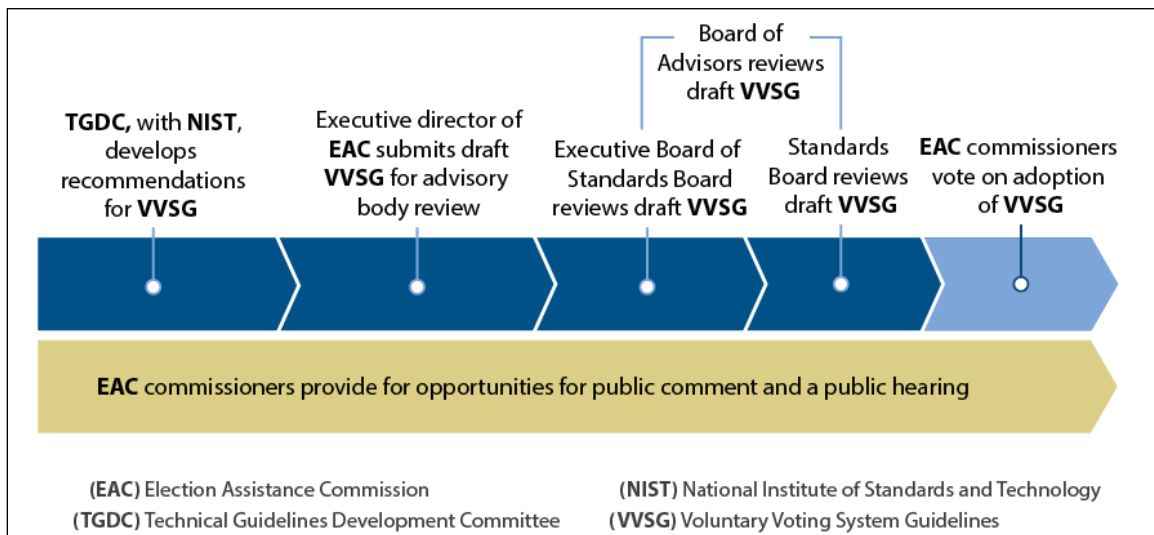 TGDC, with NIST,
develops
recommendations
for VVSG
Executive director of
EAC submits draft
VVSG for advisory
body review
Board of
Advisors reviews
draft VVSG
Executive Board of
Standards Board
reviews draft VVSG
Standards
Board reviews
draft VVSG
EAC commissioners
vote on adoption
of VVSG
EAC commissioners provide for opportunities for public comment and a public hearing
(EAC) Election Assistance Commission
(NIST) National Institute of Standards and Technology
(TGDC) Technical Guidelines Development Committee
(VVSG) Voluntary Voting System Guidelines